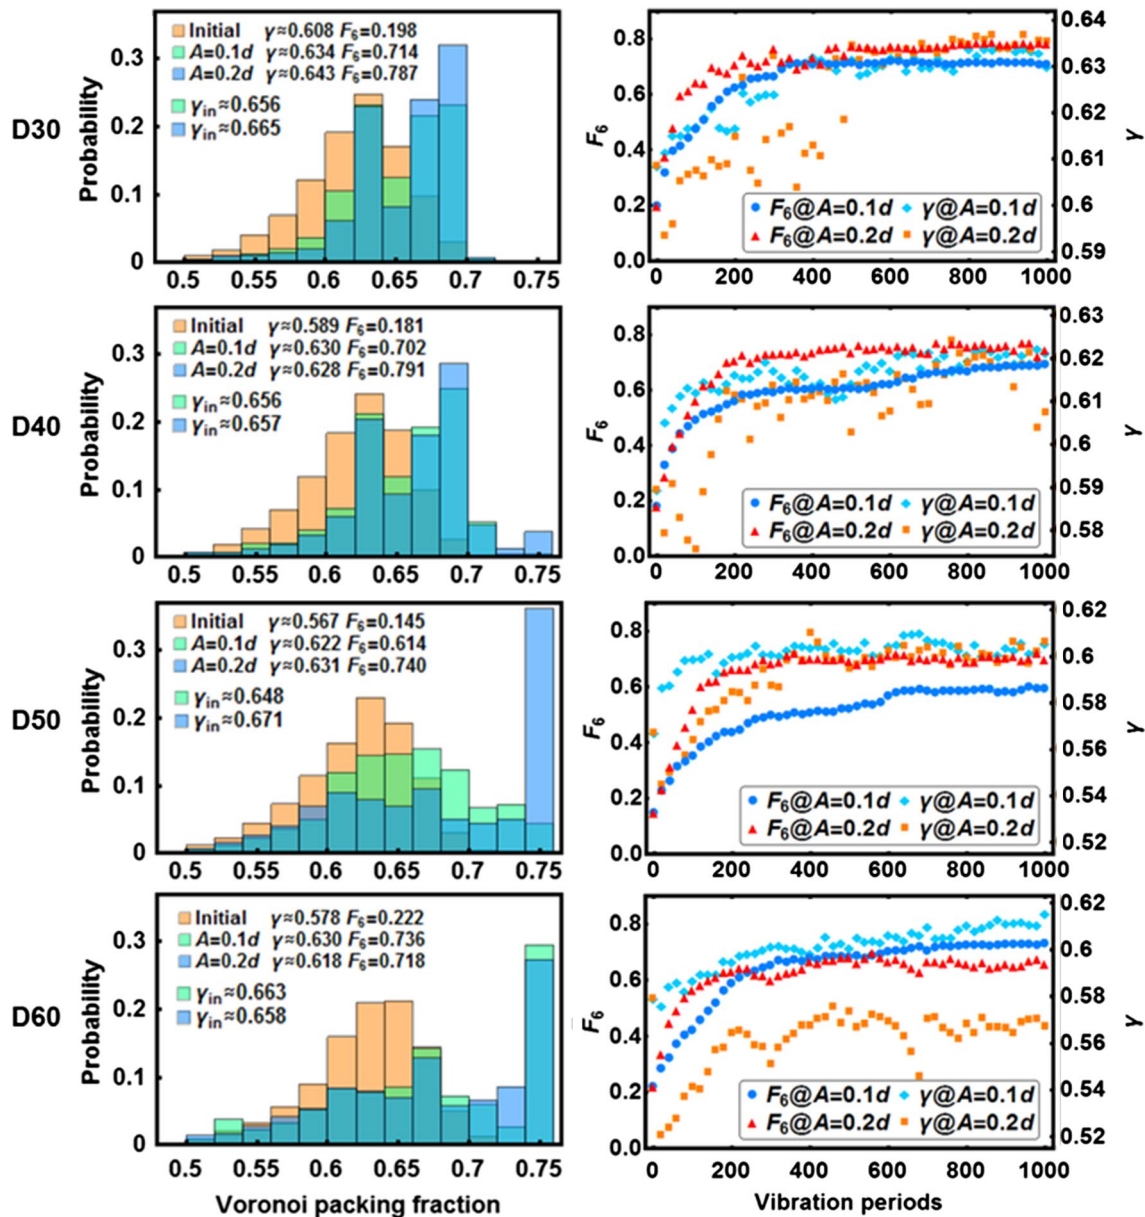 D30
Probability
0.3
0.2
0.1
0
Initial γ≈0.608 F6=0.198
A=0.1d γ≈0.634 F6=0.714
A=0.2d γ≈0.643 F6=0.787
γin≈0.656
γin≈0.665
0.5 0.55 0.6 0.65 0.7 0.75
F6
0.8
0.6
0.4
0.2
0.0
F6@A=0.1d γ@A=0.1d
F6@A=0.2d γ@A=0.2d
0.64
0.63
0.62
0.61
0.6
0.59
γ
0 200 400 600 800 1000
D40
Probability
0.3
0.2
0.1
0
Initial γ≈0.589 F6=0.181
A=0.1d γ≈0.630 F6=0.702
A=0.2d γ≈0.628 F6=0.791
γin≈0.656
γin≈0.657
0.5 0.55 0.6 0.65 0.7 0.75
F6
0.8
0.6
0.4
0.2
0.0
F6@A=0.1d γ@A=0.1d
F6@A=0.2d γ@A=0.2d
0.63
0.62
0.61
0.6
0.59
0.58
γ
0 200 400 600 800 1000
D50
Probability
0.3
0.2
0.1
0
Initial γ≈0.567 F6=0.145
A=0.1d γ≈0.622 F6=0.614
A=0.2d γ≈0.631 F6=0.740
γin≈0.648
γin≈0.671
0.5 0.55 0.6 0.65 0.7 0.75
F6
0.8
0.6
0.4
0.2
0.0
F6@A=0.1d γ@A=0.1d
F6@A=0.2d γ@A=0.2d
0.62
0.6
0.58
0.56
0.54
0.52
γ
0 200 400 600 800 1000
D60
Probability
0.3
0.2
0.1
0
Initial γ≈0.578 F6=0.222
A=0.1d γ≈0.630 F6=0.736
A=0.2d γ≈0.618 F6=0.718
γin≈0.663
γin≈0.658
0.5 0.55 0.6 0.65 0.7 0.75
Voronoi packing fraction
F6
0.8
0.6
0.4
0.2
0.0
F6@A=0.1d γ@A=0.1d
F6@A=0.2d γ@A=0.2d
0.62
0.6
0.58
0.56
0.54
0.52
γ
0 200 400 600 800 1000
Vibration periods